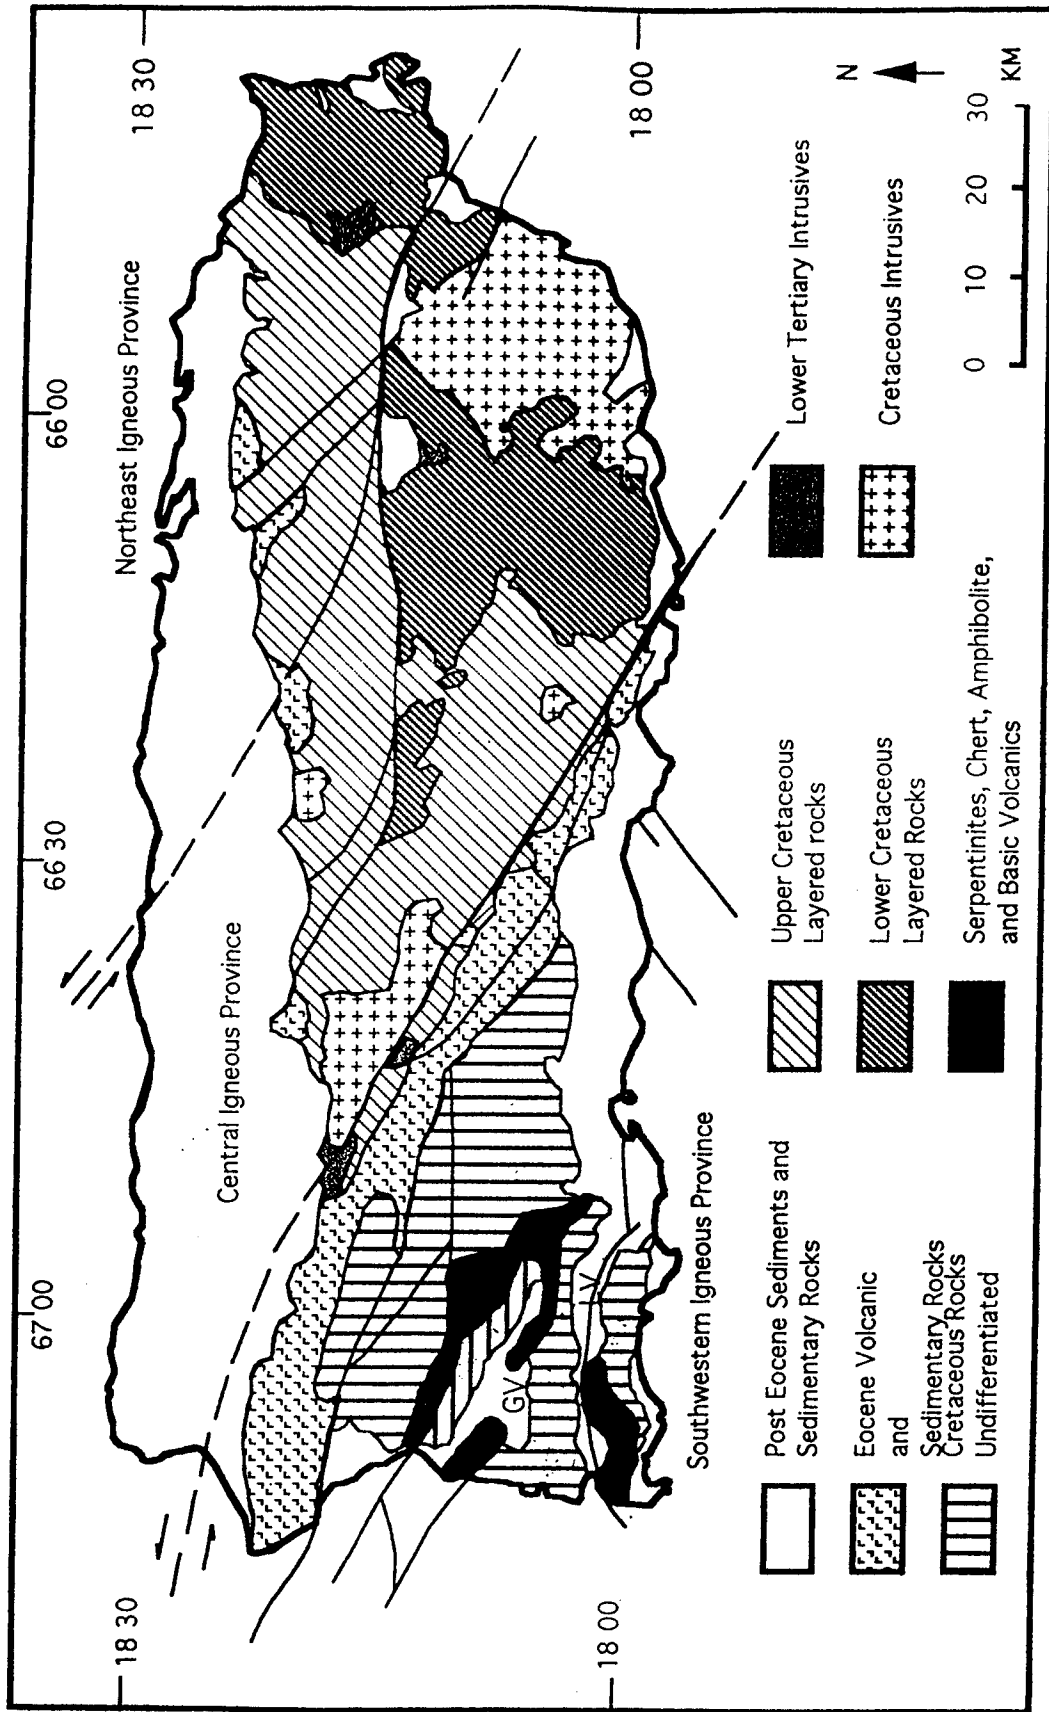 67 00
66 30
66 00
18 30
18 30
Northeast Igneous Province
Central Igneous Province
GV
LV
18 00
18 00
Southwestern Igneous Province
N
Post Eocene Sediments and
Sedimentary Rocks
Eocene Volcanic
and
Sedimentary Rocks
Cretaceous Rocks
Undifferentiated
Upper Cretaceous
Layered rocks
Lower Cretaceous
Layered Rocks
Serpentinites, Chert, Amphibolite,
and Basic Volcanics
Lower Tertiary Intrusives
Cretaceous Intrusives
0 10 20 30
KM